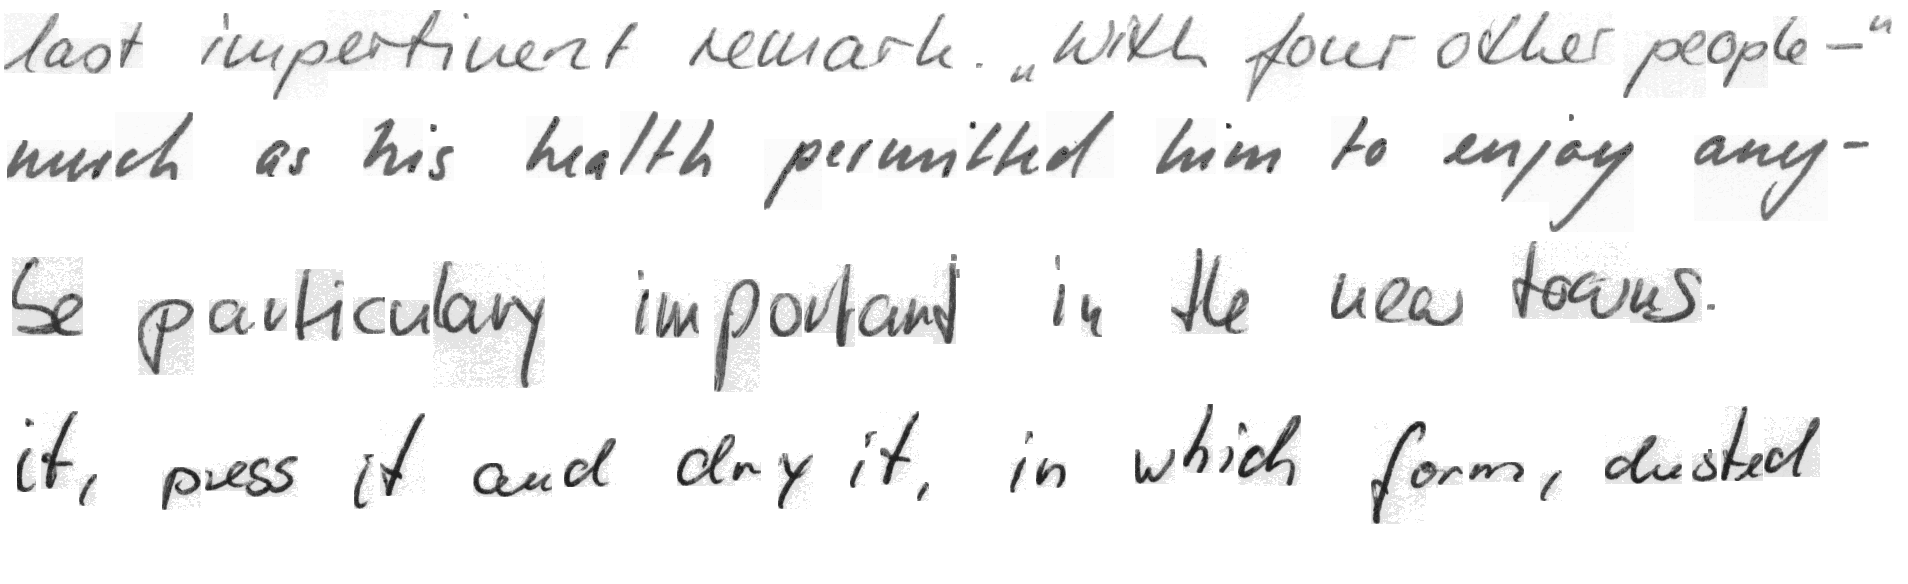 last impertinent remark. „With four other people-"
much as his health permitted him to enjoy any-
be particulary important in the new towns.
it, press it and dry it, in which form, dusted